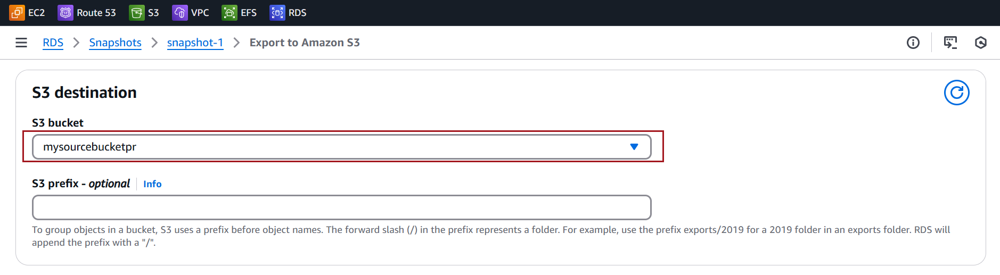 EC2 Route 53 S3 VPC EFS RDS
RDS > Snapshots > snapshot-1 > Export to Amazon S3
S3 destination
S3 bucket
mysourcebucketpr
S3 prefix - optional Info
To group objects in a bucket, S3 uses a prefix before object names. The forward slash (/) in the prefix represents a folder. For example, use the prefix exports/2019 for a 2019 folder in an exports folder. RDS will
append the prefix with a "/".